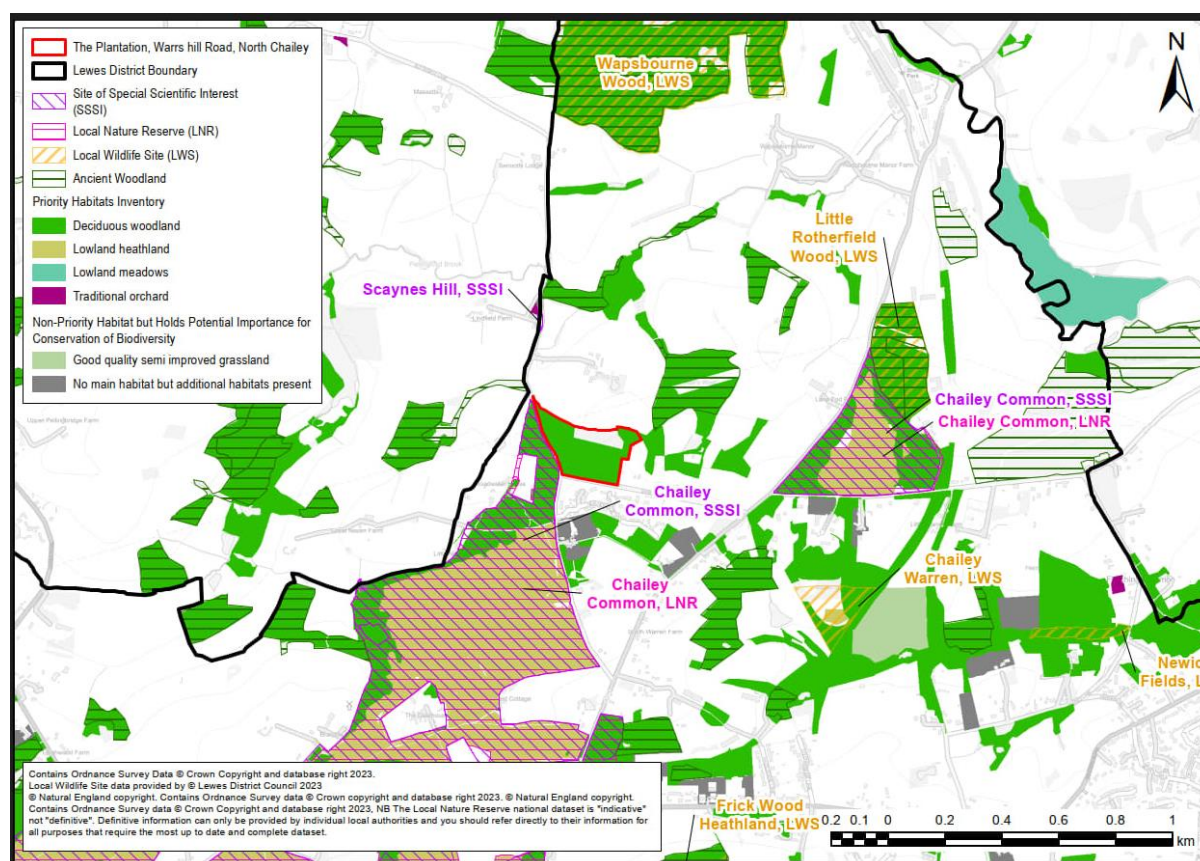 The Plantation, Warrs hill Road, North Chailey
Lewes District Boundary
Site of Special Scientific Interest
(SSSI)
Local Nature Reserve (LNR)
Local Wildlife Site (LWS)
Ancient Woodland
Priority Habitats Inventory
Deciduous woodland
Lowland heathland
Lowland meadows
Traditional orchard
Non-Priority Habitat but Holds Potential Importance for
Conservation of Biodiversity
Good quality semi improved grassland
No main habitat but additional habitats present
N
Wapsbourne
Wood, LWS
Little
Rotherfield
Wood, LWS
Scaynes Hill, SSSI
Chailey Common, SSSI
Chailey Common, LNR
Chailey
Common, SSSI
Chailey
Common, LNR
Chailey
Warren, LWS
Fields, L
Frick Wood
Heathland, LWS
Contains Ordnance Survey Data © Crown Copyright and database right 2023.
Local Wildlife Site data provided by © Lewes District Council 2023
© Natural England copyright. Contains Ordnance Survey data © Crown copyright and database right 2023. © Natural England copyright.
Contains Ordnance Survey data © Crown Copyright and database right 2023, NB The Local Nature Reserve national dataset is "indicative"
not "definitive". Definitive information can only be provided by individual local authorities and you should refer directly to their information for
all purposes that require the most up to date and complete dataset.
0.2 0.1 0 0.2 0.4 0.6 0.8 1
km